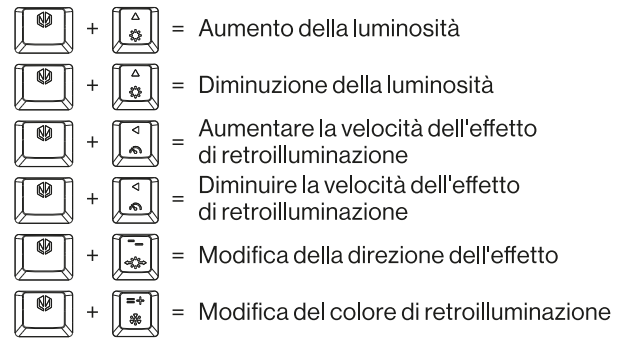 + = Aumento della luminosità
+ = Diminuzione della luminosità
+ = Aumentare la velocità dell'effetto
di retroilluminazione
+ = Diminuire la velocità dell'effetto
di retroilluminazione
+ -- = Modifica della direzione dell'effetto
+ =+ = Modifica del colore di retroilluminazione